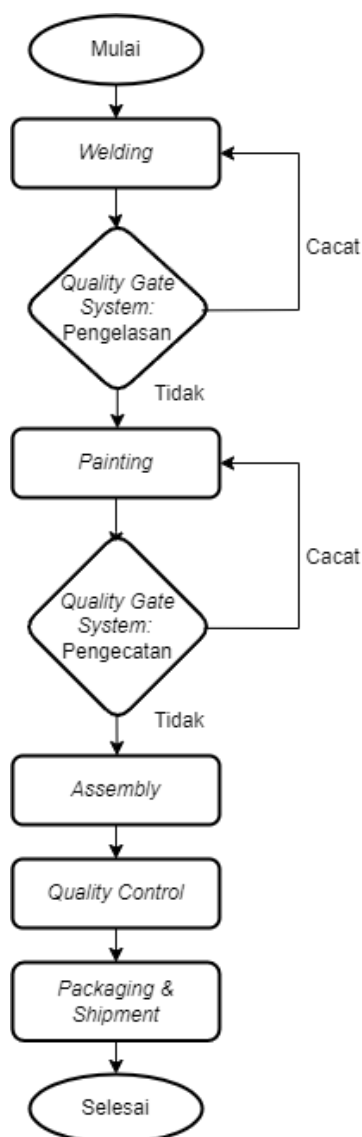 Mulai
Welding
Cacat
Quality Gate
System:
Pengelasan
Tidak
Painting
Cacat
Quality Gate
System:
Pengecatan
Tidak
Assembly
Quality Control
Packaging &
Shipment
Selesai